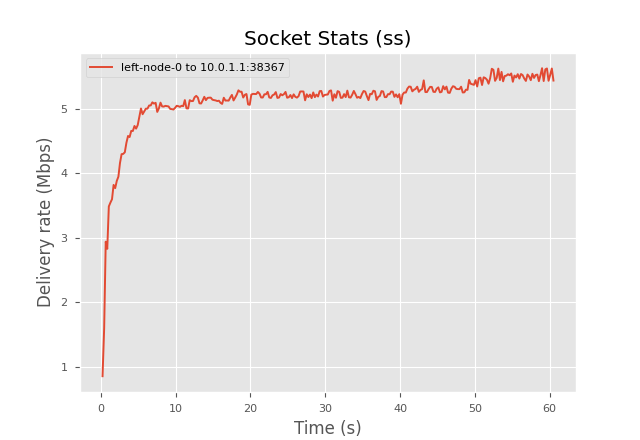 Socket Stats (ss)
left-node-0 to 10.0.1.1:38367
Delivery rate (Mbps)
5
4
3
2
1
0 10 20 30 40 50 60
Time (s)